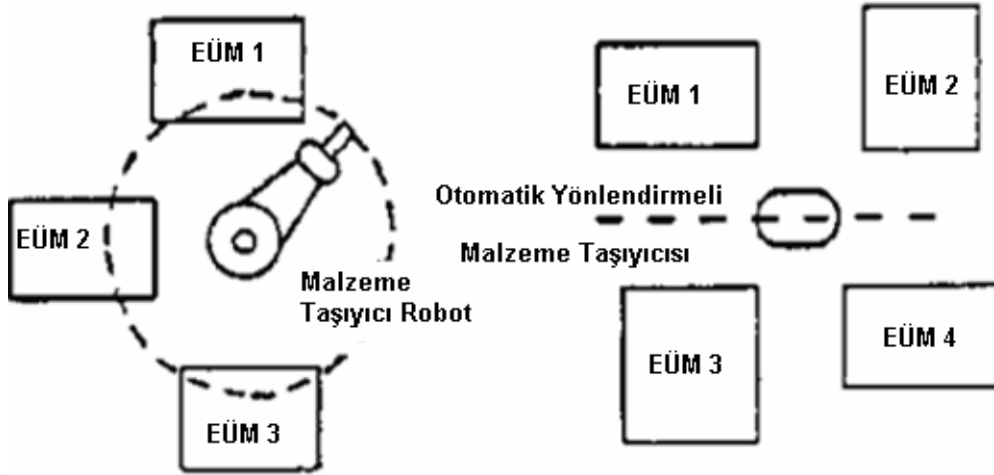 EÜM 1
EÜM 2
Malzeme
Taşıyıcı Robot
EÜM 3
EÜM 1
EÜM 2
Otomatik Yönlendirmeli
Malzeme Taşıyıcısı
EÜM 3
EÜM 4